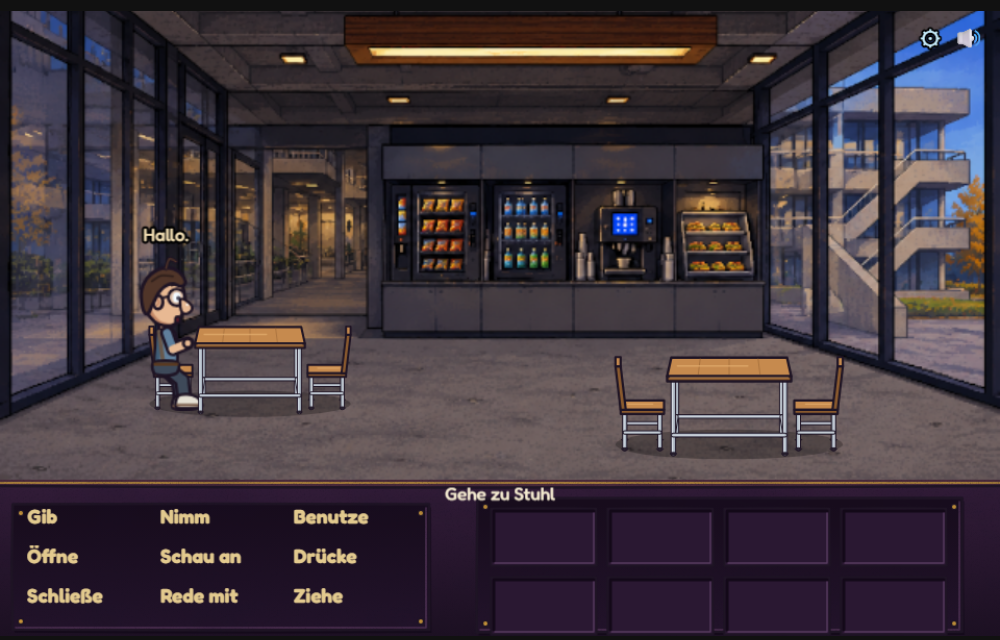 Hallo.
Gehe zu Stuhl
Gib Nimm Benutze
Öffne Schau an Drücke
Schließe Rede mit Ziehe